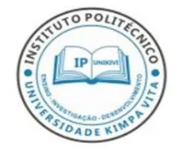 INSTITUTO POLITÉCNICO
IP UNIKIVI
ENSINO - INVESTIGAÇÃO - DESENVOLVIMENTO
UNIVERSIDADE KIMPA VITA